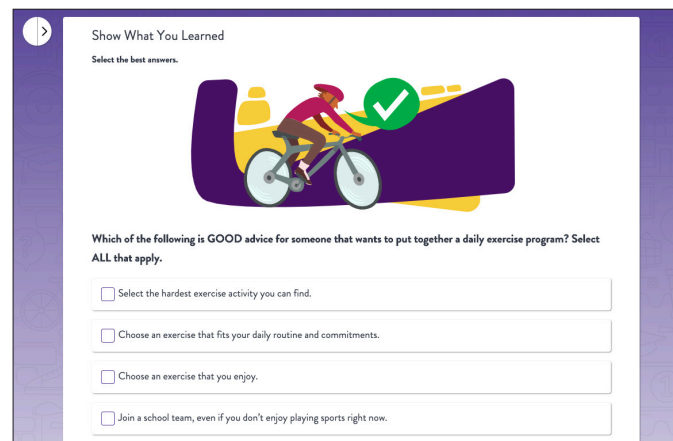 Show What You Learned
Select the best answers.
Which of the following is GOOD advice for someone that wants to put together a daily exercise program? Select
ALL that apply.
Select the hardest exercise activity you can find.
Choose an exercise that fits your daily routine and commitments.
Choose an exercise that you enjoy.
Join a school team, even if you don't enjoy playing sports right now.